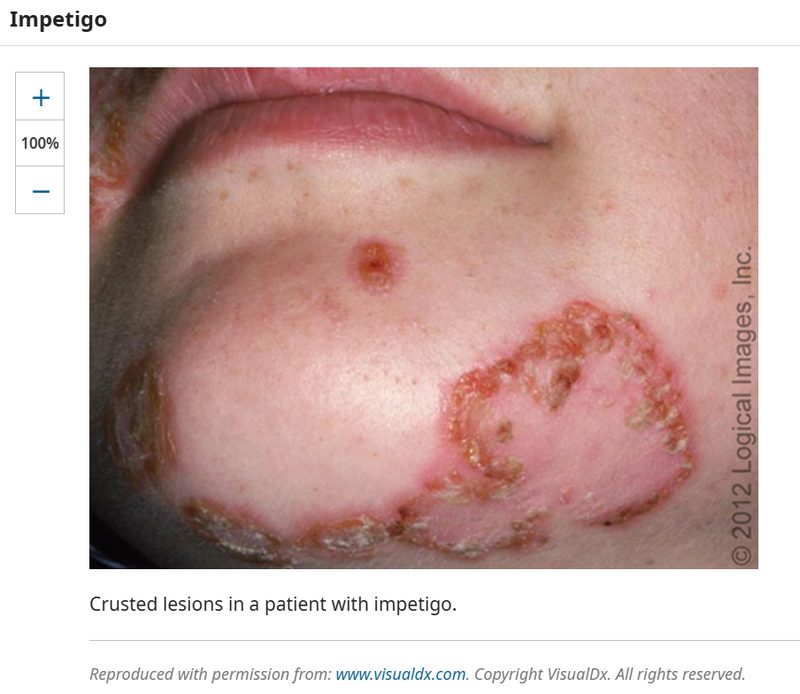 Impetigo
+
100%
−
© 2012 Logical Images, Inc.
Crusted lesions in a patient with impetigo.
Reproduced with permission from: www.visualdx.com. Copyright VisualDx. All rights reserved.